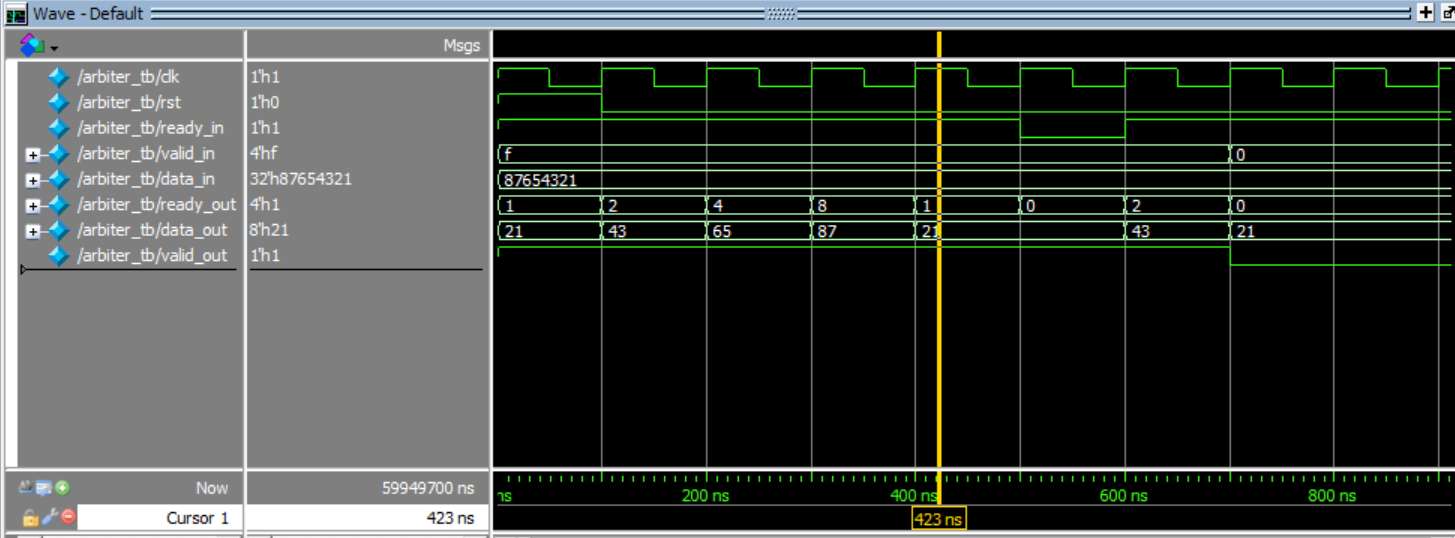 Wave - Default
Msgs
/arbiter_tb/clk 1'h1
/arbiter_tb/rst 1'h0
/arbiter_tb/ready_in 1'h1
/arbiter_tb/valid_in 4'hf f 0
/arbiter_tb/data_in 32'h87654321 87654321
/arbiter_tb/ready_out 4'h1 1 2 4 8 1 0 2 0
/arbiter_tb/data_out 8'h21 21 43 65 87 21 43 21
/arbiter_tb/valid_out 1'h1
Now 59949700 ns ns 200 ns 400 ns 600 ns 800 ns
Cursor 1 423 ns 423 ns